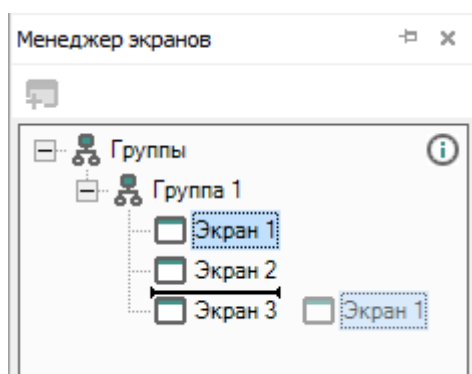 Менеджер экранов
Группы
Группа 1
Экран 1
Экран 2
Экран 3 Экран 1